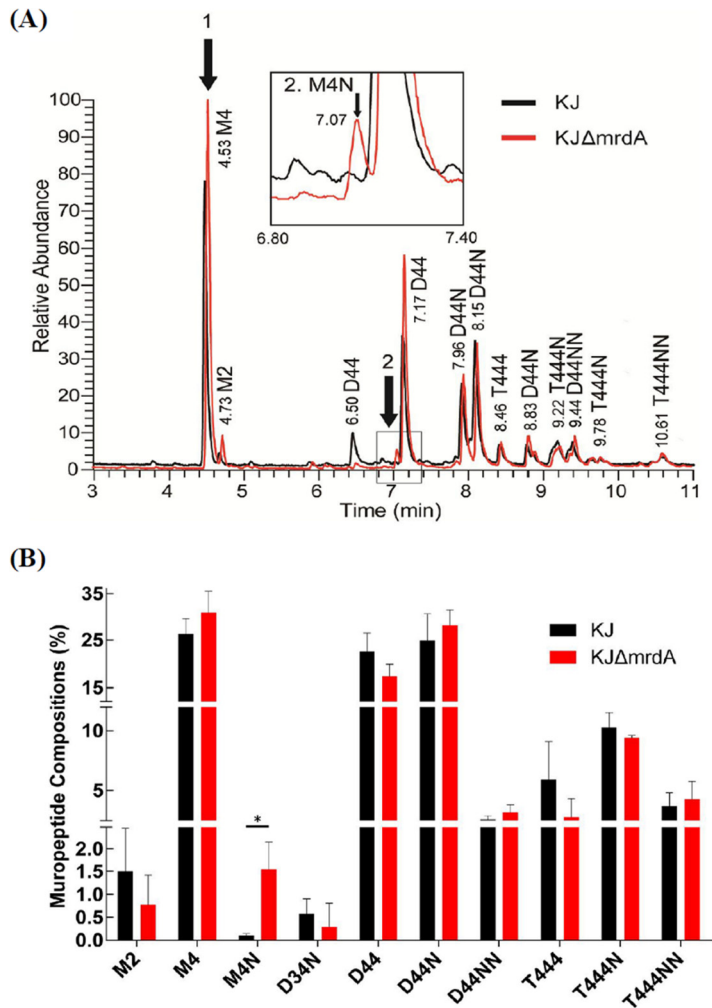 (A)
1
2. M4N
7.07
6.80
7.40
KJ
KJΔmrdA
100
90
80
70
60
50
40
30
20
10
0
Relative Abundance
4.53 M4
4.73 M2
6.50 D44
2
7.17 D44
7.96 D44N
8.15 D44N
8.46 T444
8.83 D44N
9.22 T444N
9.44 D44NN
9.78 T444N
10.61 T444NN
3 4 5 6 7 8 9 10 11
Time (min)
(B)
Muropeptide Compositions (%)
35
25
15
10
5
2.0
1.5
1.0
0.5
0.0
*
KJ
KJΔmrdA
M2 M4 M4N D34N D44 D44N D44NN T444 T444N T444NN